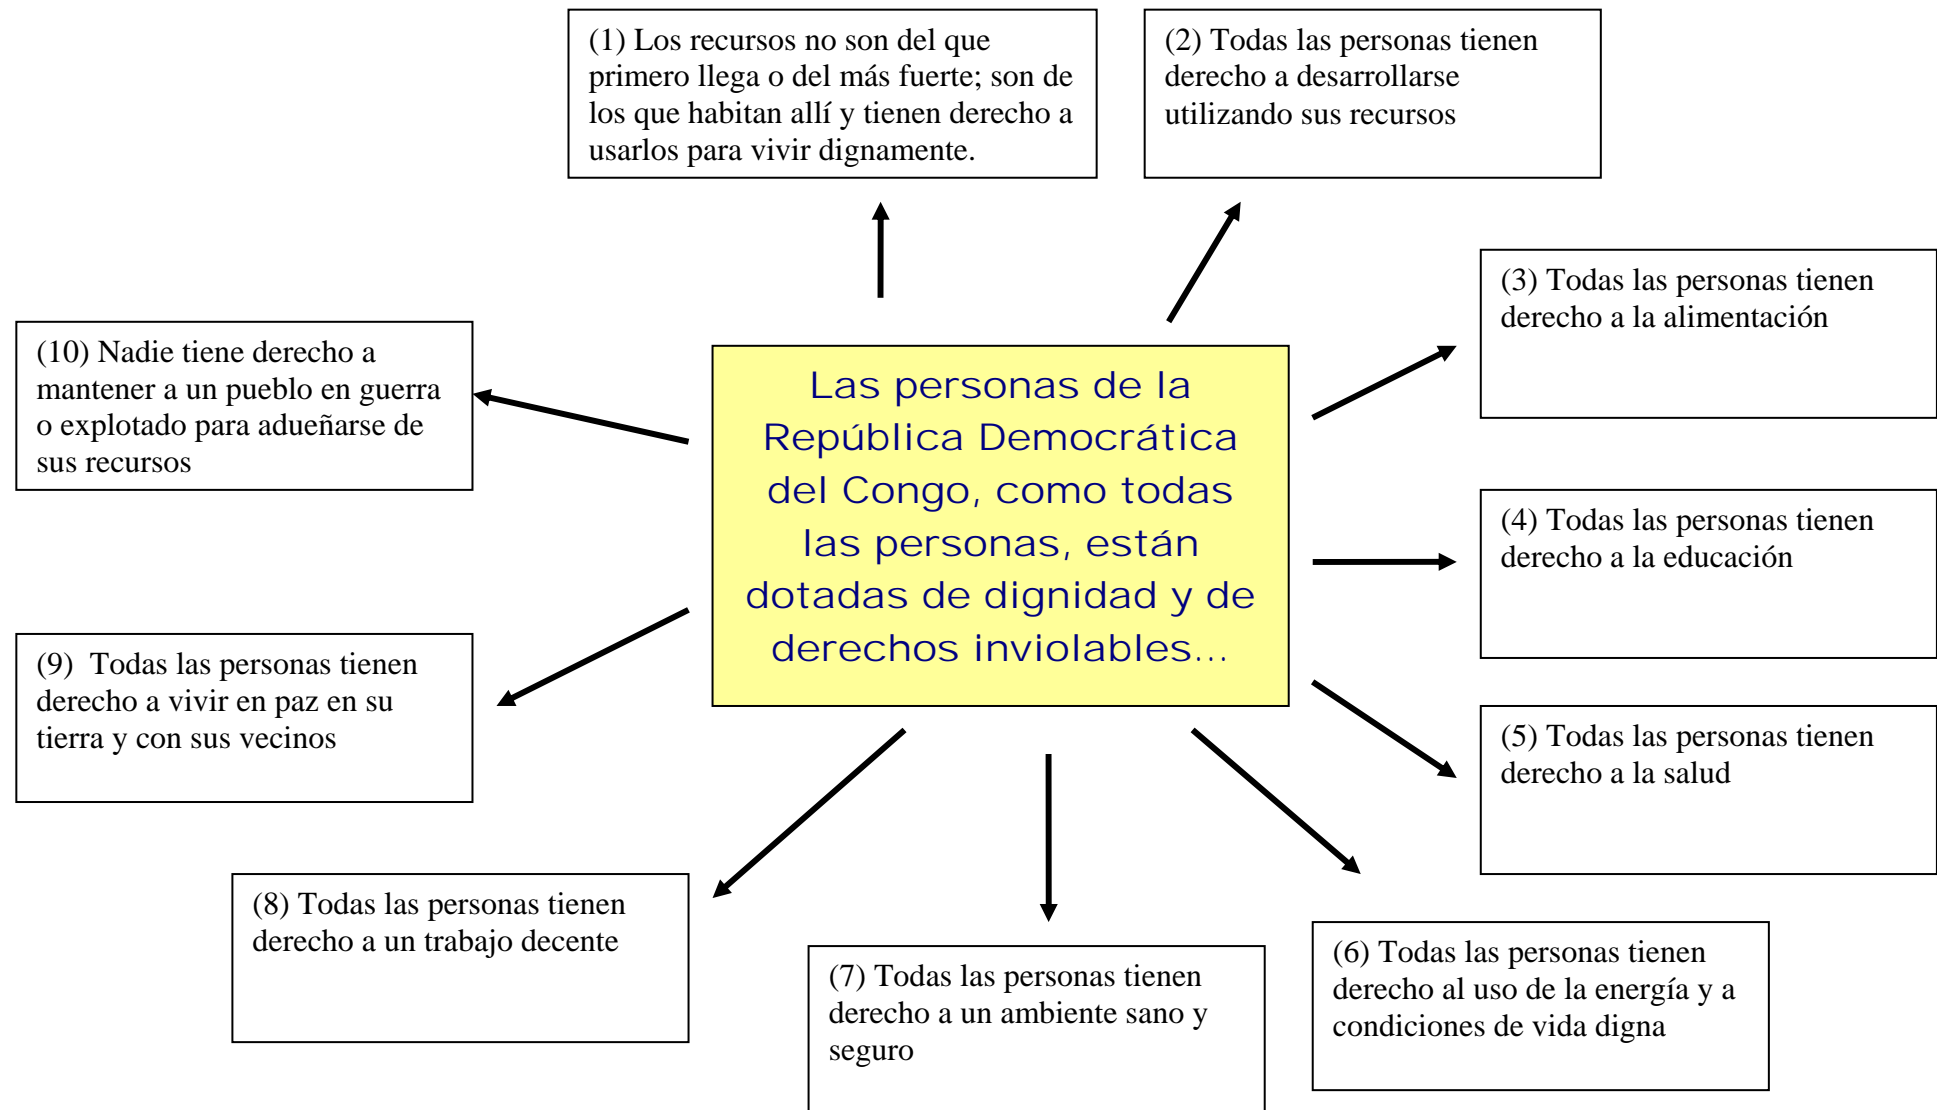 (1) Los recursos no son del que
primero llega o del más fuerte; son de
los que habitan allí y tienen derecho a
usarlos para vivir dignamente.
(2) Todas las personas tienen
derecho a desarrollarse
utilizando sus recursos
(3) Todas las personas tienen
derecho a la alimentación
(10) Nadie tiene derecho a
mantener a un pueblo en guerra
o explotado para adueñarse de
sus recursos
Las personas de la
República Democrática
del Congo, como todas
las personas, están
dotadas de dignidad y de
derechos inviolables...
(4) Todas las personas tienen
derecho a la educación
(9)  Todas las personas tienen
derecho a vivir en paz en su
tierra y con sus vecinos
(5) Todas las personas tienen
derecho a la salud
(8) Todas las personas tienen
derecho a un trabajo decente
(7) Todas las personas tienen
derecho a un ambiente sano y
seguro
(6) Todas las personas tienen
derecho al uso de la energía y a
condiciones de vida digna